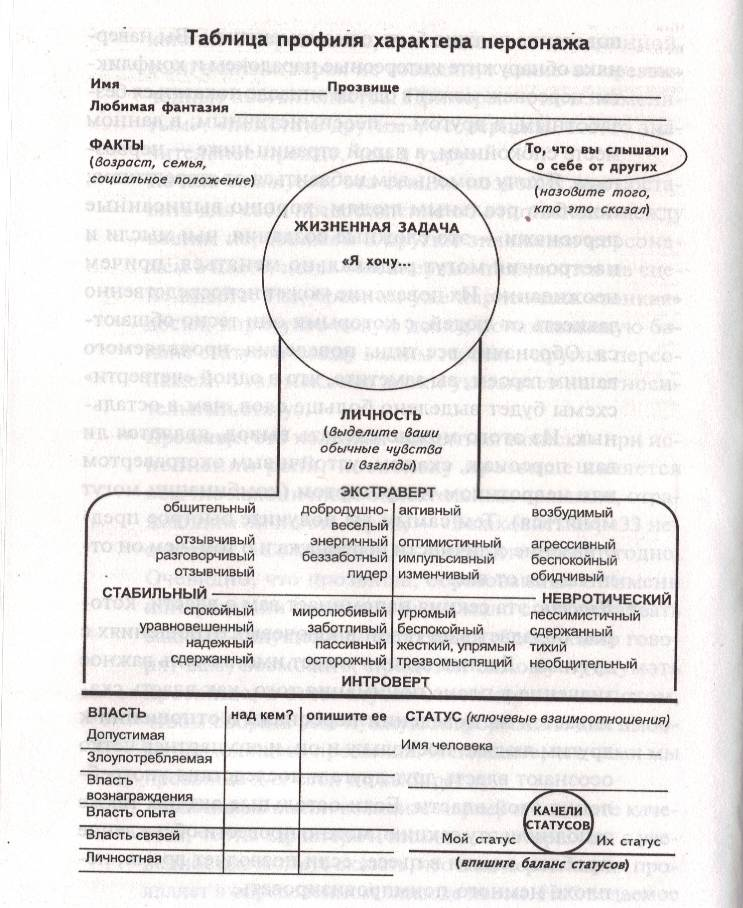 Таблица профиля характера персонажа
Имя Прозвище
Любимая фантазия
ФАКТЫ
(возраст, семья,
социальное положение)
То, что вы слышали
о себе от других
(назовите того,
кто это сказал)
ЖИЗНЕННАЯ ЗАДАЧА
«Я хочу...
ЛИЧНОСТЬ
(выделите ваши
обычные чувства
и взгляды)
ЭКСТРАВЕРТ
общительный добродушно- активный возбудимый
веселый
отзывчивый энергичный оптимистичный агрессивный
разговорчивый беззаботный импульсивный беспокойный
отзывчивый лидер изменчивый обидчивый
СТАБИЛЬНЫЙ НЕВРОТИЧЕСКИЙ
спокойный миролюбивый угрюмый пессимистичный
уравновешенный заботливый беспокойный сдержанный
надежный пассивный жесткий, упрямый тихий
сдержанный осторожный трезвомыслящий необщительный
ИНТРОВЕРТ
ВЛАСТЬ над кем? опишите ее
Допустимая
Злоупотребляемая
Власть
вознаграждения
Власть опыта
Власть связей
Личностная
СТАТУС (ключевые взаимоотношения)
Имя человека
КАЧЕЛИ
СТАТУСОВ
Мой статус Их статус
(впишите баланс статусов)